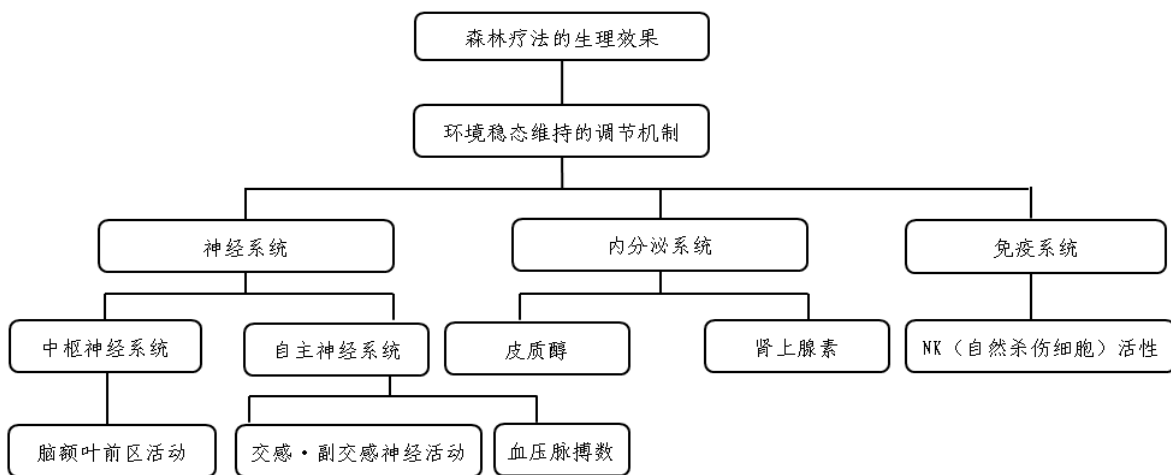 森林疗法的生理效果
环境稳态维持的调节机制
神经系统
内分泌系统
免疫系统
中枢神经系统
自主神经系统
皮质醇
肾上腺素
NK（自然杀伤细胞）活性
脑额叶前区活动
交感·副交感神经活动
血压脉搏数